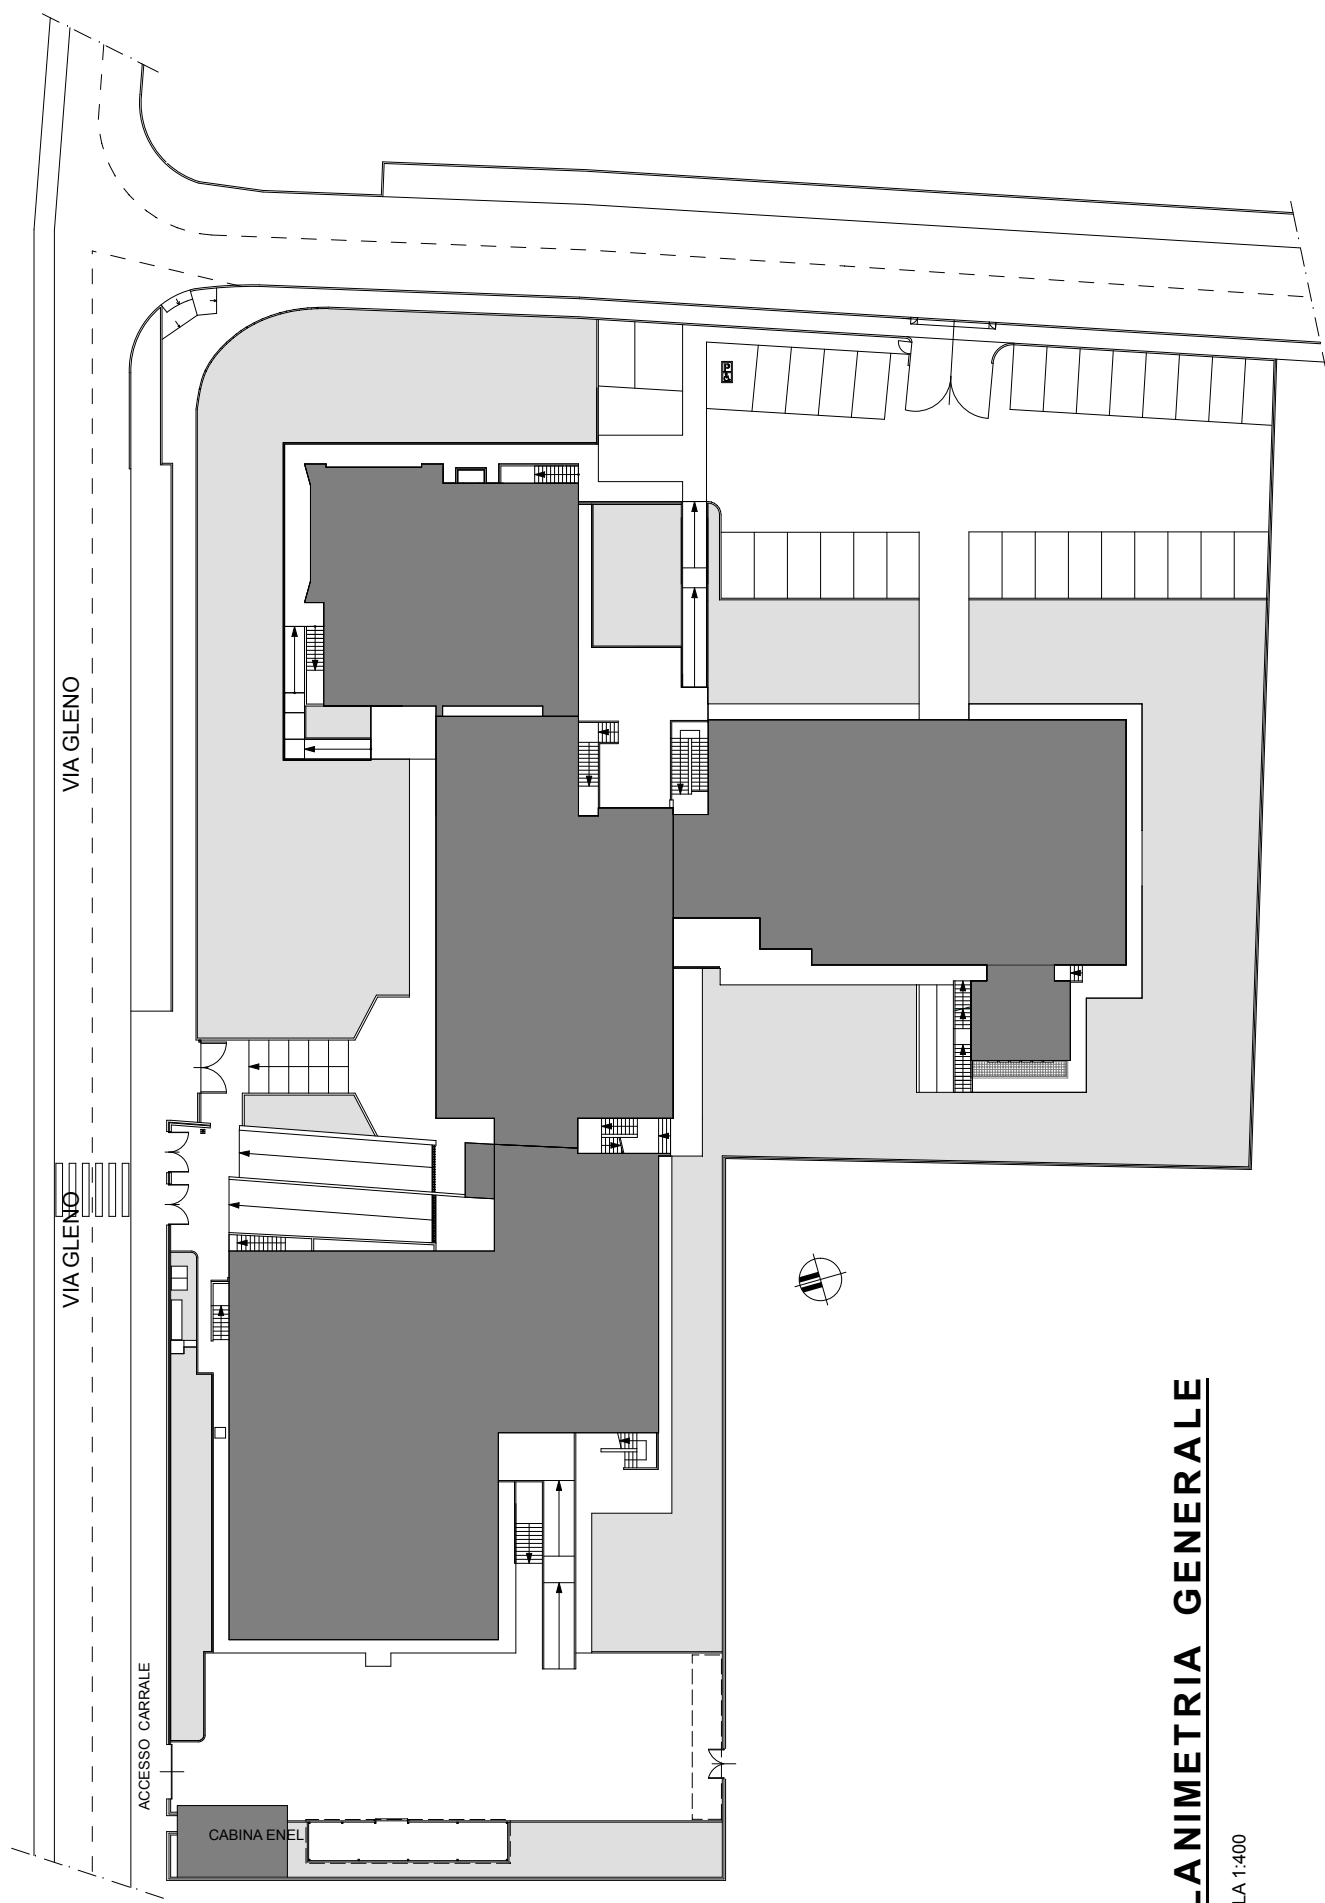 VIA GLENO
VIA GLENO
ACCESSO CARRALE
CABINA ENEL
P
LANIMETRIA GENERALE
LA 1:400